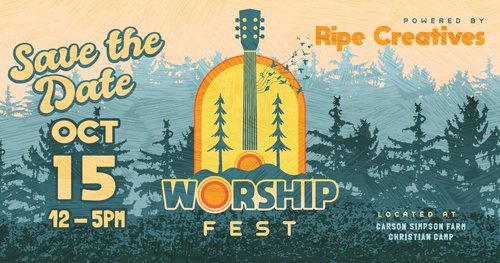 Save the
Date
OCT
15
12 – 5PM
WORSHIP
FEST
POWERED BY
Ripe Creatives
LOCATED AT
CARSON SIMPSON FARM
CHRISTIAN CAMP